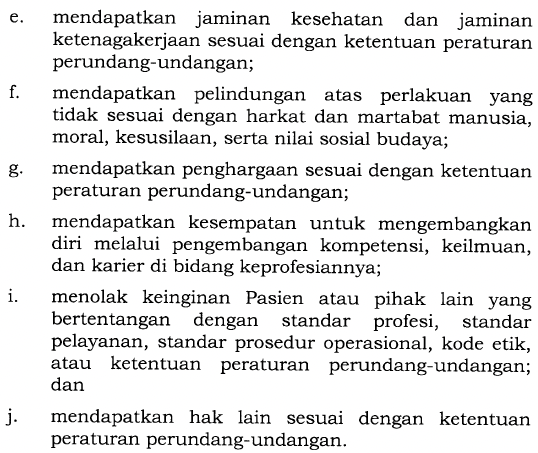 e. mendapatkan jaminan kesehatan dan jaminan
ketenagakerjaan sesuai dengan ketentuan peraturan
perundang-undangan;
f. mendapatkan pelindungan atas perlakuan yang
tidak sesuai dengan harkat dan martabat manusia,
moral, kesusilaan, serta nilai sosial budaya;
g. mendapatkan penghargaan sesuai dengan ketentuan
peraturan perundang-undangan;
h. mendapatkan kesempatan untuk mengembangkan
diri melalui pengembangan kompetensi, keilmuan,
dan karier di bidang keprofesiannya;
i. menolak keinginan Pasien atau pihak lain yang
bertentangan dengan standar profesi, standar
pelayanan, standar prosedur operasional, kode etik,
atau ketentuan peraturan perundang-undangan;
dan
j. mendapatkan hak lain sesuai dengan ketentuan
peraturan perundang-undangan.